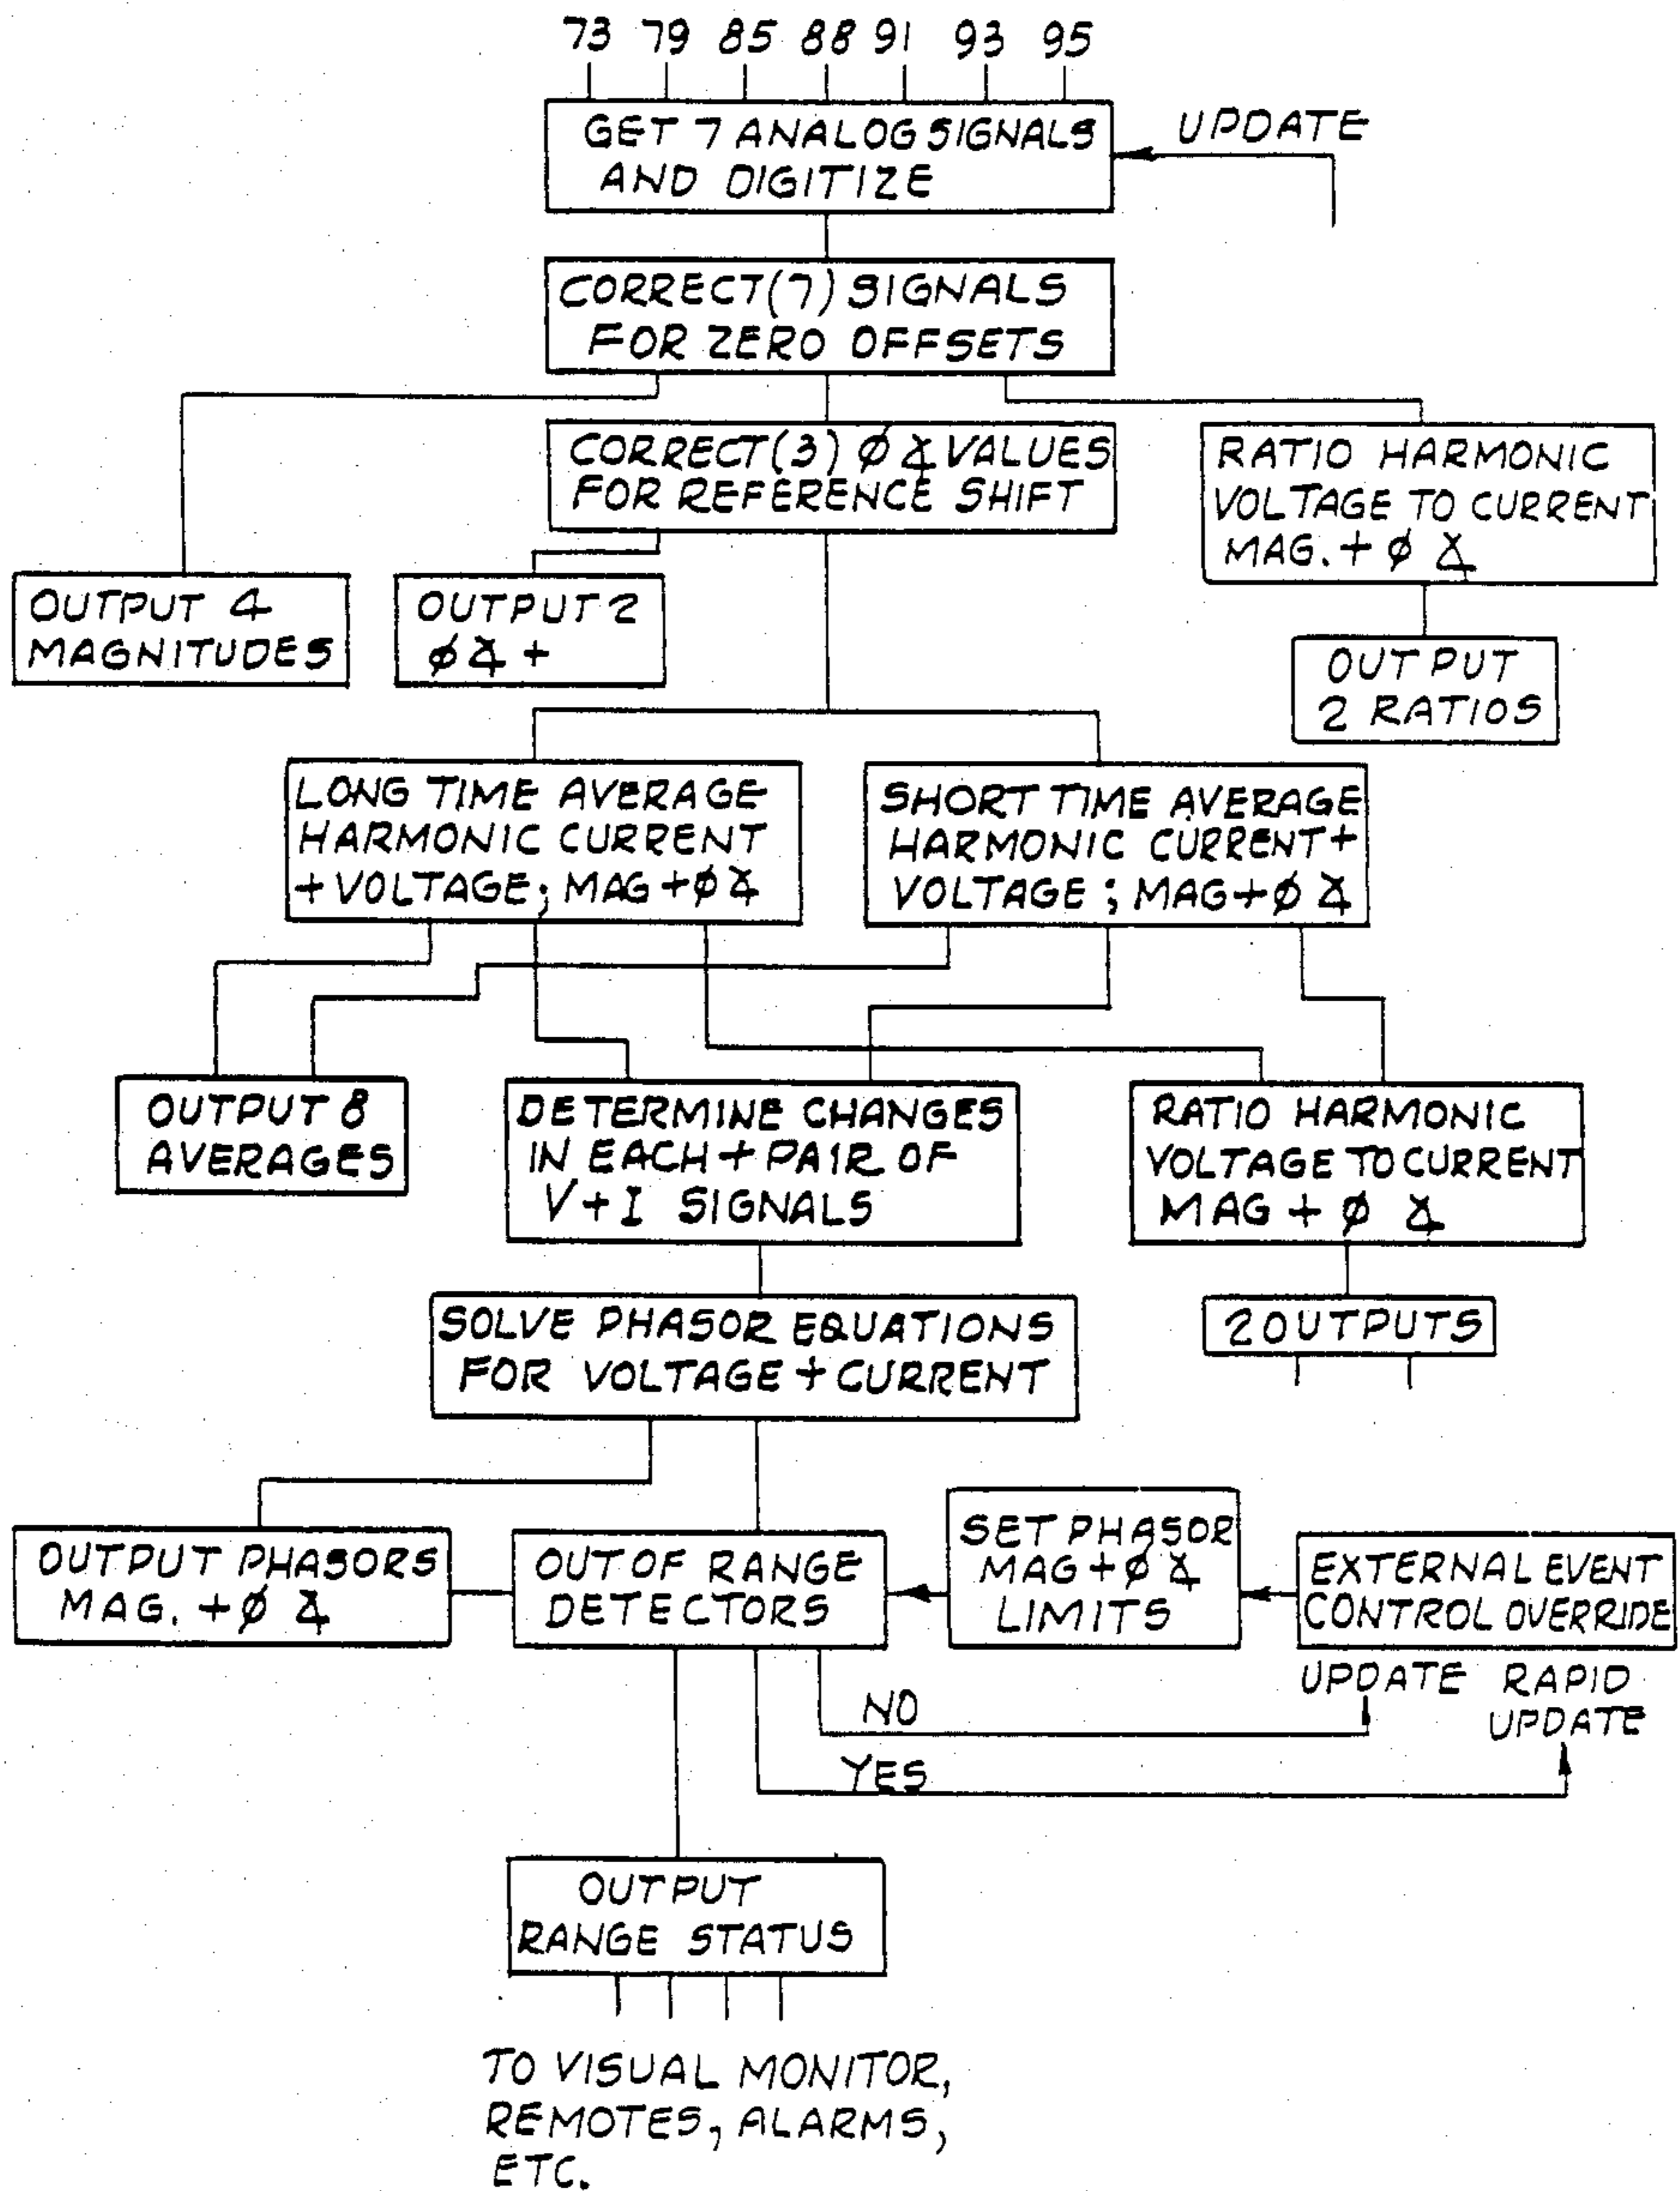 73 79 85 88 91 93 95
GET 7 ANALOG SIGNALS
AND DIGITIZE
UPDATE
CORRECT(7) SIGNALS
FOR ZERO OFFSETS
CORRECT(3) ϕ ∡ VALUES
FOR REFERENCE SHIFT
RATIO HARMONIC
VOLTAGE TO CURRENT
MAG. + ϕ ∡
OUTPUT 4
MAGNITUDES
OUTPUT 2
ϕ ∡ +
OUTPUT
2 RATIOS
LONG TIME AVERAGE
HARMONIC CURRENT
+ VOLTAGE; MAG + ϕ ∡
SHORT TIME AVERAGE
HARMONIC CURRENT +
VOLTAGE ; MAG + ϕ ∡
OUTPUT 8
AVERAGES
DETERMINE CHANGES
IN EACH + PAIR OF
V + I SIGNALS
RATIO HARMONIC
VOLTAGE TO CURRENT
MAG + ϕ ∡
SOLVE PHASOR EQUATIONS
FOR VOLTAGE + CURRENT
2 OUTPUTS
OUTPUT PHASORS
MAG. + ϕ ∡
OUT OF RANGE
DETECTORS
SET PHASOR
MAG + ϕ ∡
LIMITS
EXTERNAL EVENT
CONTROL OVERRIDE
UPDATE
RAPID
UPDATE
NO
YES
OUTPUT
RANGE STATUS
TO VISUAL MONITOR,
REMOTES, ALARMS,
ETC.